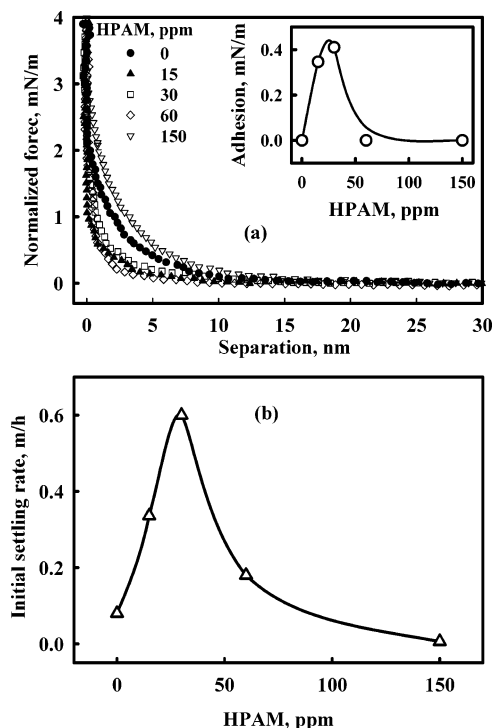 4
3
2
1
0
Normalized forec, mN/m
HPAM, ppm
0
15
30
60
150
0.4
0.2
0.0
Adhesion, mN/m
0 50 100 150
HPAM, ppm
(a)
0 5 10 15 20 25 30
Separation, nm
0.6
0.4
0.2
0.0
Initial settling rate, m/h
(b)
0 50 100 150
HPAM, ppm